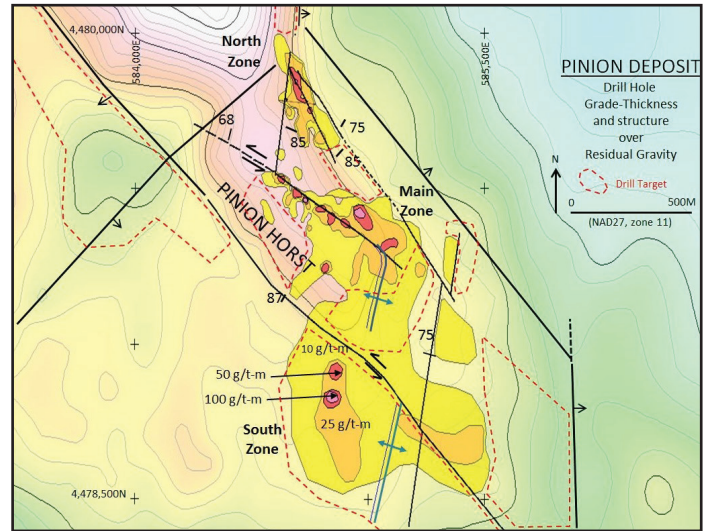 4,480,000N
584,000E
585,500E
North
Zone
PINION DEPOSIT
Drill Hole
Grade-Thickness
and structure
over
Residual Gravity
N
Drill Target
0 500M
(NAD27, zone 11)
68
75
85
85
Main
Zone
PINION HORST
87
75
10 g/t-m
50 g/t-m
100 g/t-m
25 g/t-m
South
Zone
4,478,500N